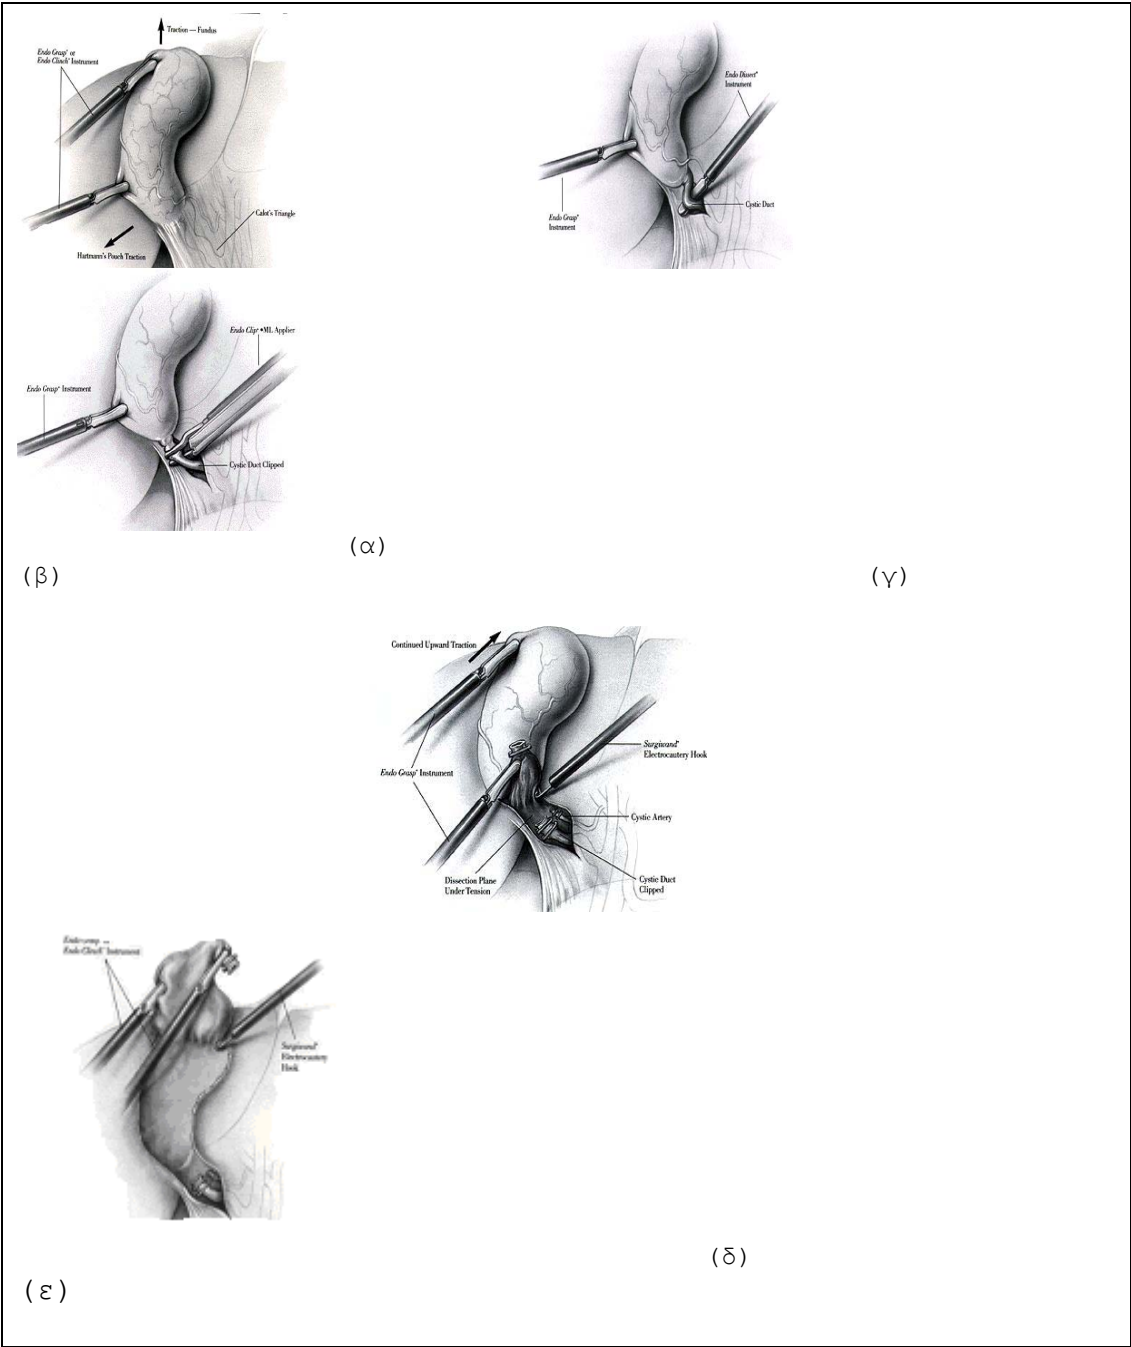 Traction — Fundus
Endo Grasp* or
Endo Clinch* Instrument
Calot's Triangle
Hartmann's Pouch Traction
Endo Dissect*
Instrument
Endo Grasp*
Instrument
Cystic Duct
Endo Clip* •ML Applier
Endo Grasp* Instrument
Cystic Duct Clipped
(α)
(β) (γ)
Continued Upward Traction
Surgiwand*
Electrocautery Hook
Endo Grasp* Instrument
Cystic Artery
Dissection Plane
Under Tension
Cystic Duct
Clipped
Endo Clinch* Instrument
Surgiwand*
Electrocautery
Hook
(δ)
(ε)